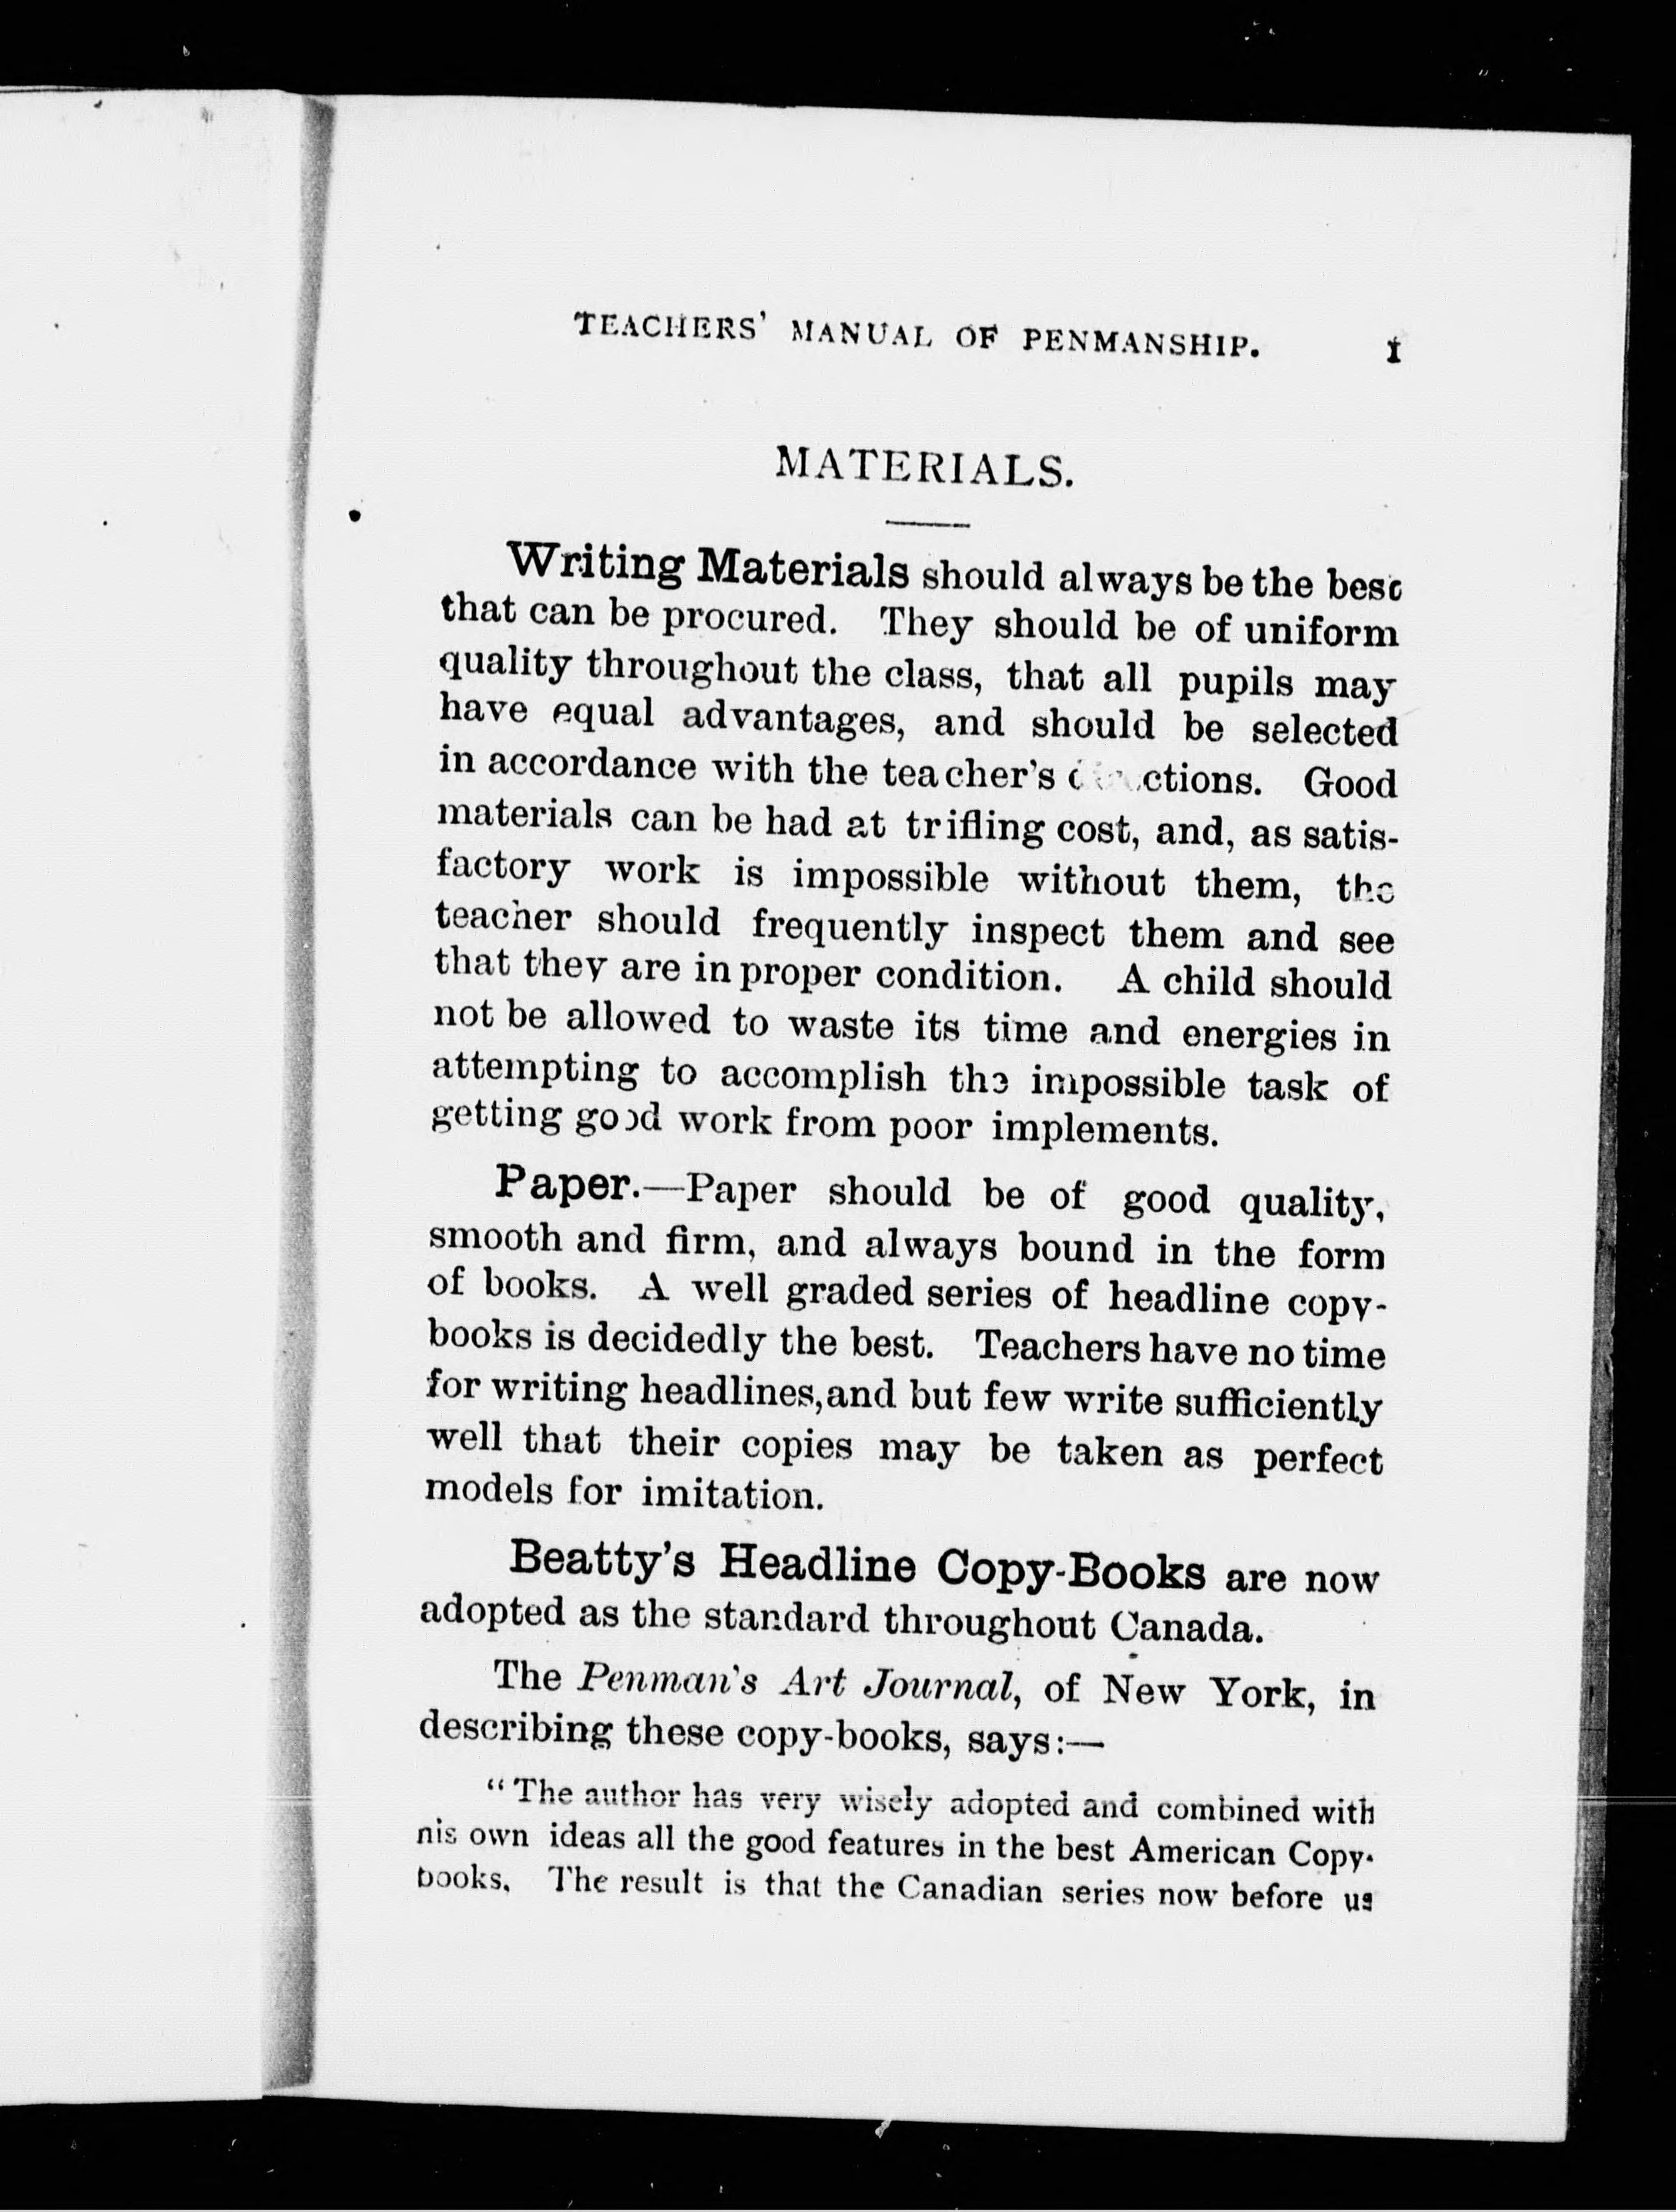 TEACHERS' MANUAL OF PENMANSHIP. 1
MATERIALS.
Writing Materials should always be the best
that can be procured. They should be of uniform
quality throughout the class, that all pupils may
have equal advantages, and should be selected
in accordance with the teacher's Good
materials can be had at trifling cost, and, as satis-
factory work is impossible without them, the
teacher should frequently inspect them and see
that they are in proper condition. A child should
not be allowed to waste its time and energies in
attempting to accomplish the impossible task of
getting good work from poor implements.
Paper.—Paper should be of good quality,
smooth and firm, and always bound in the form
of books. A well graded series of headline copy-
books is decidedly the best. Teachers have no time
for writing headlines, and but few write sufficiently
well that their copies may be taken as perfect
models for imitation.
Beatty's Headline Copy-Books are now
adopted as the standard throughout Canada.
The Penman's Art Journal, of New York, in
describing these copy-books, says:—
"The author has very wisely adopted and combined with
his own ideas all the good features in the best American Copy-
books. The result is that the Canadian series now before us